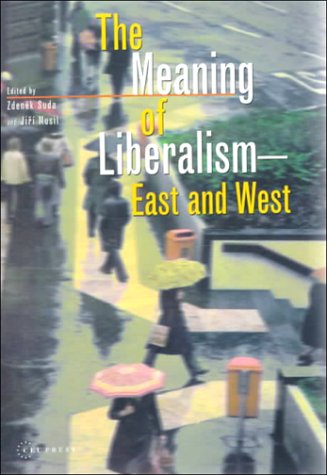 The
Meaning
of
Liberalism—
East and West
Edited by
Zdeněk Suda
and Jiří Musil
CEU PRESS